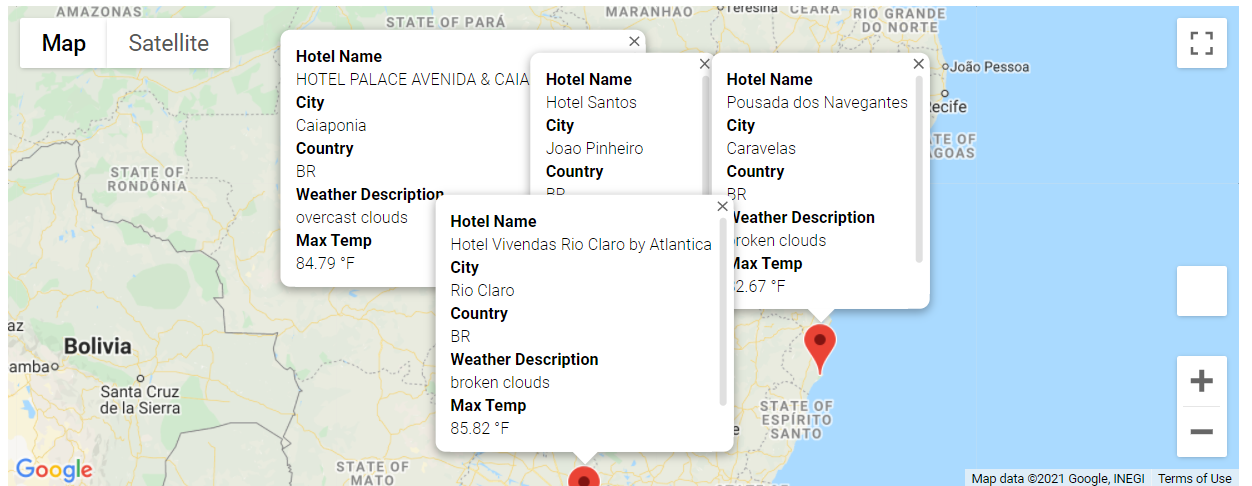 Map
Satellite
AMAZONAS
STATE OF PARÁ
MARANHAO
Teresina
CEARA
RIO GRANDE
DO NORTE
João Pessoa
Recife
STATE OF
RONDÔNIA
Hotel Name
HOTEL PALACE AVENIDA & CAIA
City
Caiaponia
Country
BR
Weather Description
overcast clouds
Max Temp
84.79 °F
Hotel Name
Hotel Santos
City
Joao Pinheiro
Country
BR
Hotel Name
Pousada dos Navegantes
City
Caravelas
Country
BR
Weather Description
broken clouds
Max Temp
2.67 °F
Hotel Name
Hotel Vivendas Rio Claro by Atlantica
City
Rio Claro
Country
BR
Weather Description
broken clouds
Max Temp
85.82 °F
Bolivia
Santa Cruz
de la Sierra
STATE OF
ESPÍRITO
SANTO
STATE OF
MATO
Google
Map data ©2021 Google, INEGI
Terms of Use